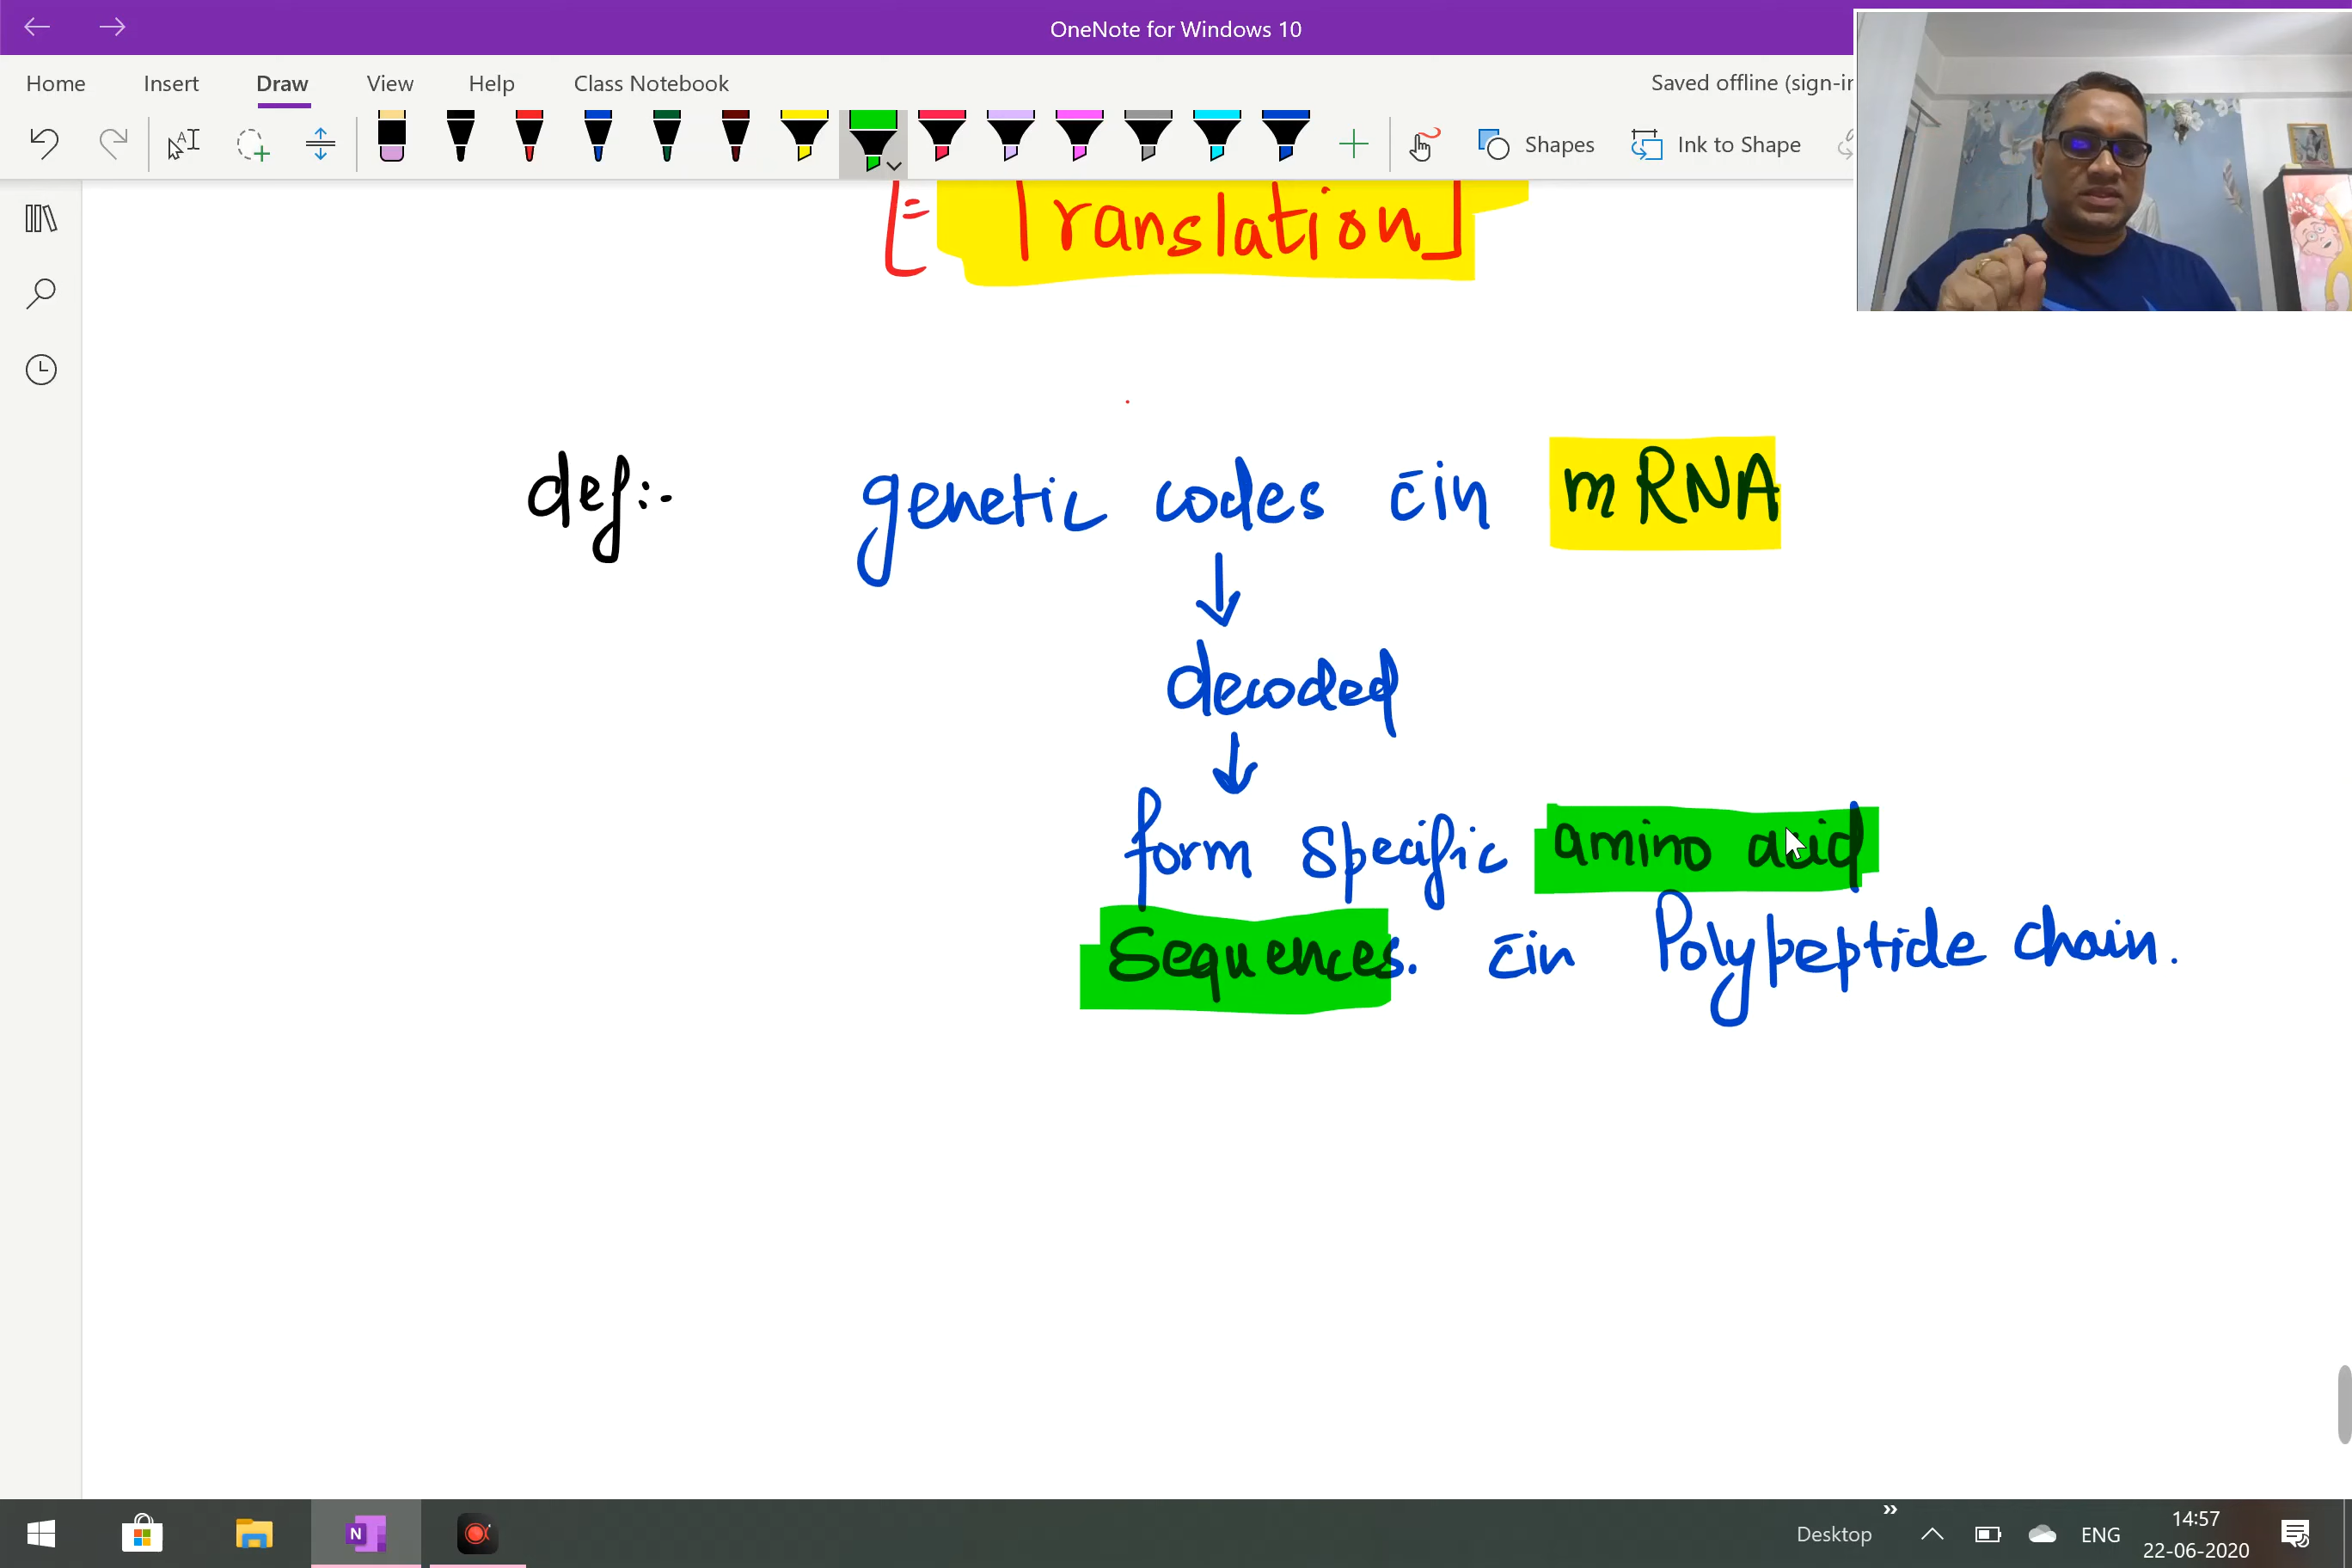 OneNote for Windows 10
Home Insert Draw View Help Class Notebook Saved offline (sign-in
Shapes Ink to Shape
[= Translation]
def:- genetic codes c̄in mRNA
↓
decoded
↓
form specific amino acid
Sequences. c̄in Polypeptide chain.
Desktop ENG 14:57
22-06-2020